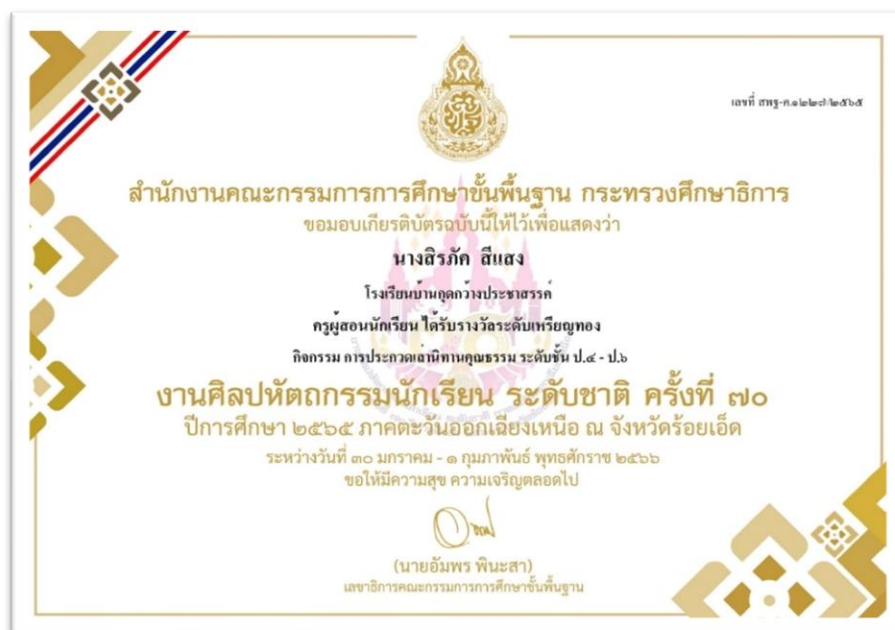 เลขที่ สพฐ-ค.๑๒๒๗/๒๕๖๕
สำนักงานคณะกรรมการการศึกษาขั้นพื้นฐาน กระทรวงศึกษาธิการ
ขอมอบเกียรติบัตรฉบับนี้ให้ไว้เพื่อแสดงว่า
นางสิรภัค สีแสง
โรงเรียนบ้านกุดกว้างประชาสรรค์
ครูผู้สอนนักเรียน ได้รับรางวัลระดับเหรียญทอง
กิจกรรม การประกวดเล่านิทานคุณธรรม ระดับชั้น ป.๔ - ป.๖
งานศิลปหัตถกรรมนักเรียน ระดับชาติ ครั้งที่ ๗๐
ปีการศึกษา ๒๕๖๕ ภาคตะวันออกเฉียงเหนือ ณ จังหวัดร้อยเอ็ด
ระหว่างวันที่ ๓๐ มกราคม - ๑ กุมภาพันธ์ พุทธศักราช ๒๕๖๖
ขอให้มีความสุข ความเจริญตลอดไป
(นายอัมพร พินะสา)
เลขาธิการคณะกรรมการการศึกษาขั้นพื้นฐาน